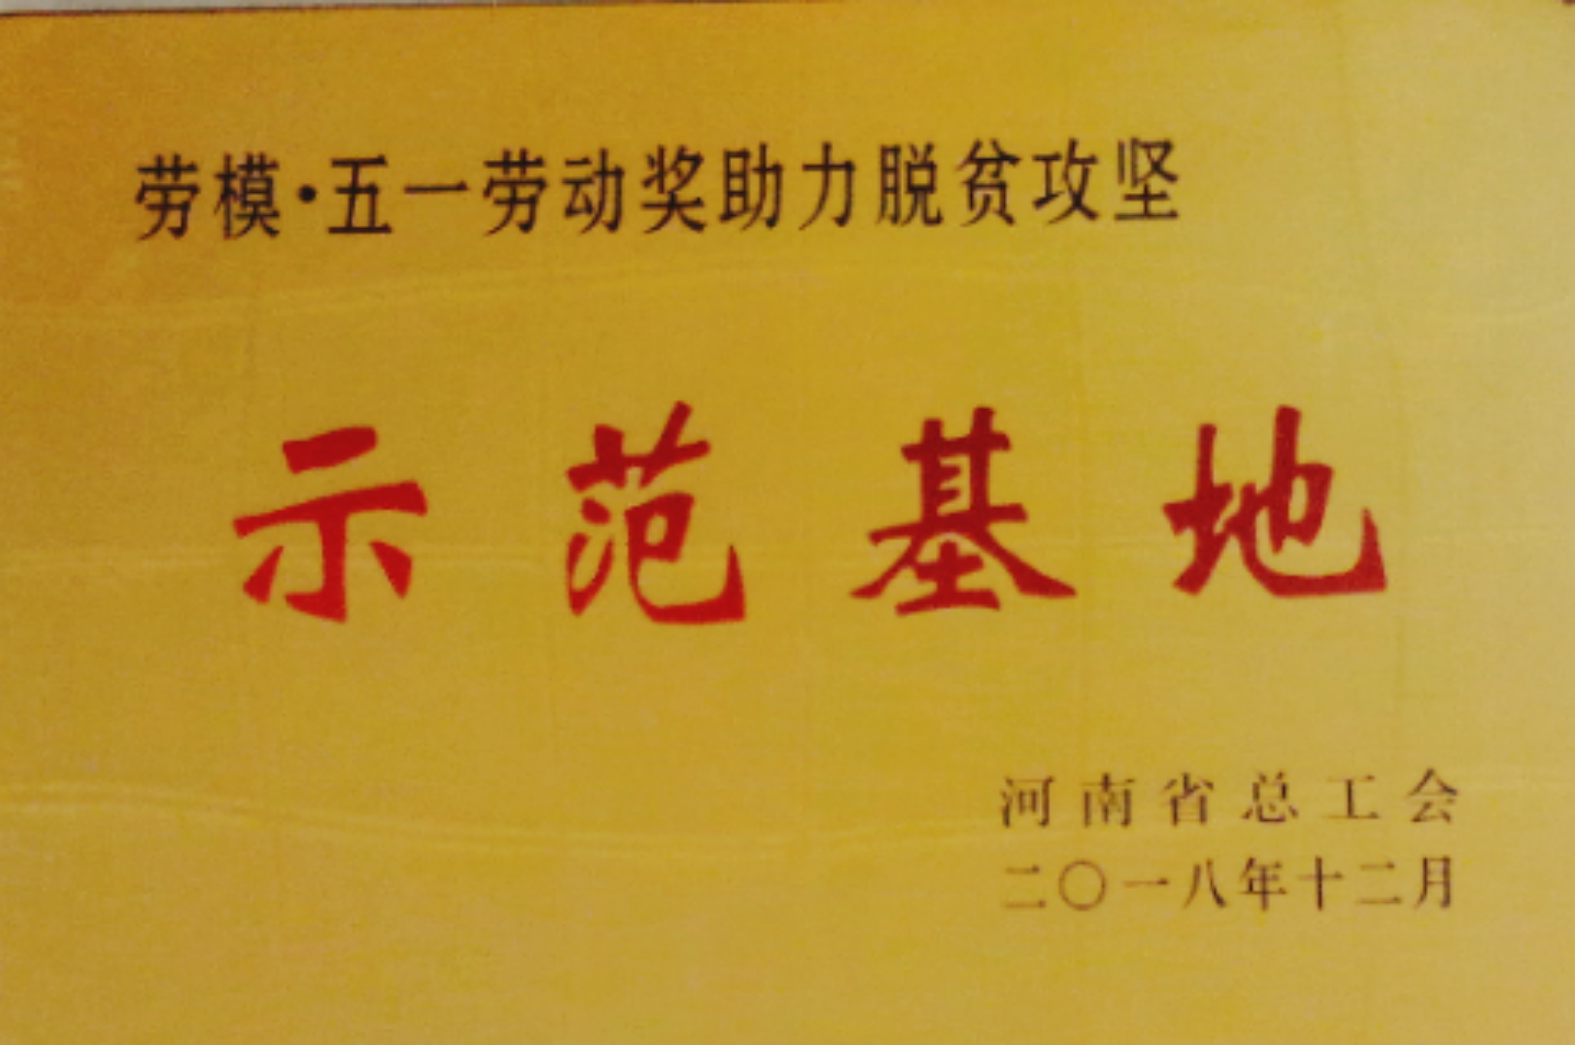 劳模·五一劳动奖助力脱贫攻坚
示范基地
河南省总工会
二〇一八年十二月